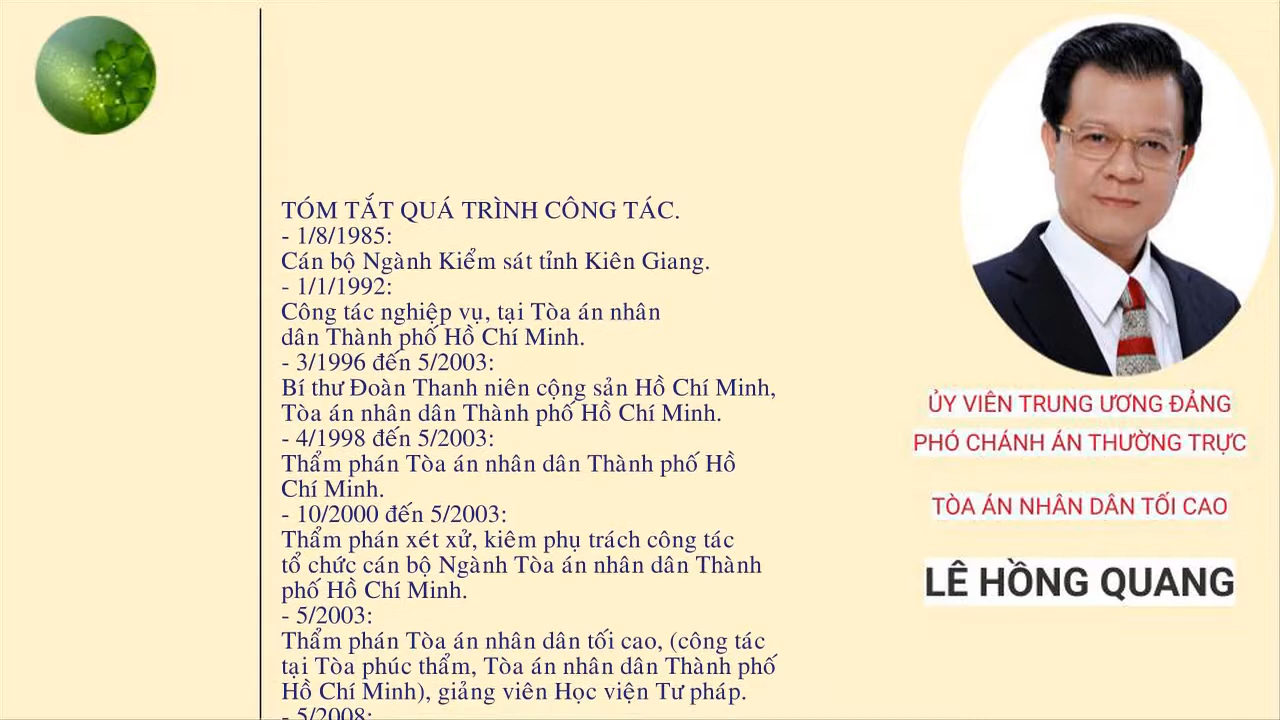 TÓM TẮT QUÁ TRÌNH CÔNG TÁC.
- 1/8/1985:
Cán bộ Ngành Kiểm sát tỉnh Kiên Giang.
- 1/1/1992:
Công tác nghiệp vụ, tại Tòa án nhân
dân Thành phố Hồ Chí Minh.
- 3/1996 đến 5/2003:
Bí thư Đoàn Thanh niên cộng sản Hồ Chí Minh,
Tòa án nhân dân Thành phố Hồ Chí Minh.
- 4/1998 đến 5/2003:
Thẩm phán Tòa án nhân dân Thành phố Hồ
Chí Minh.
- 10/2000 đến 5/2003:
Thẩm phán xét xử, kiêm phụ trách công tác
tổ chức cán bộ Ngành Tòa án nhân dân Thành
phố Hồ Chí Minh.
- 5/2003:
Thẩm phán Tòa án nhân dân tối cao, (công tác
tại Tòa phúc thẩm, Tòa án nhân dân Thành phố
Hồ Chí Minh), giảng viên Học viện Tư pháp.
- 5/2008:
ỦY VIÊN TRUNG ƯƠNG ĐẢNG
PHÓ CHÁNH ÁN THƯỜNG TRỰC
TÒA ÁN NHÂN DÂN TỐI CAO
LÊ HỒNG QUANG